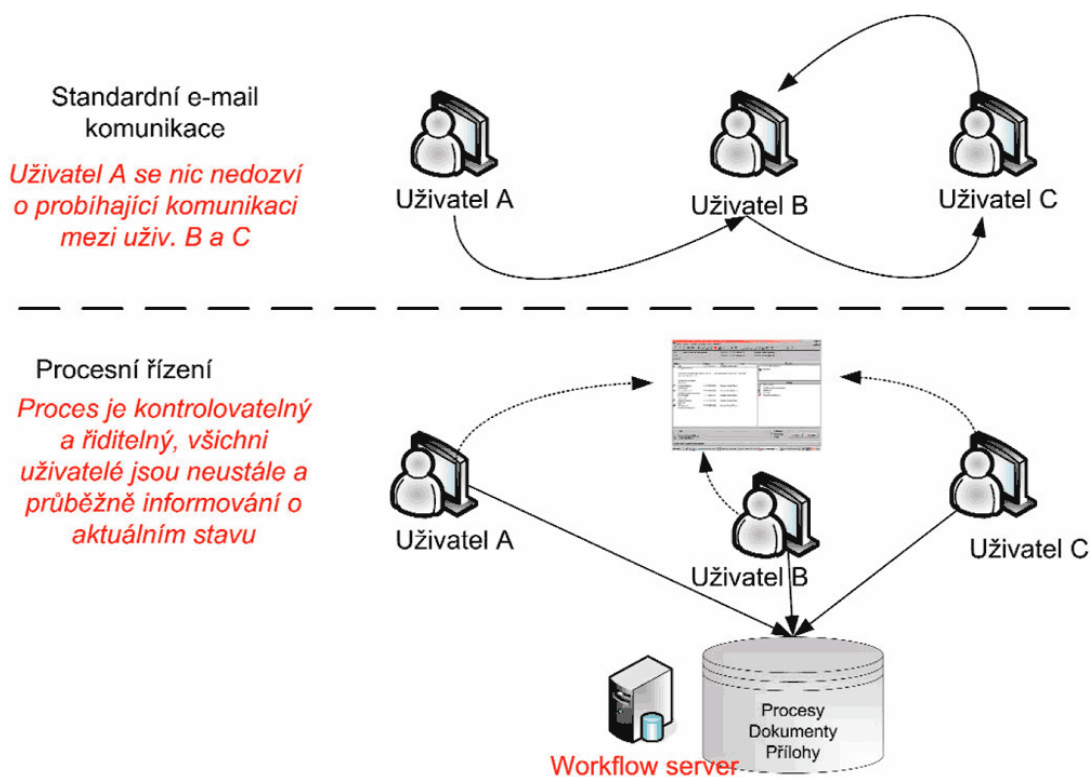 Standardní e-mail
komunikace
Uživatel A se nic nedozví
o probíhající komunikaci
mezi uživ. B a C
Uživatel A
Uživatel B
Uživatel C
Procesní řízení
Proces je kontrolovatelný
a řiditelný, všichni
uživatelé jsou neustále a
průběžně informování o
aktuálním stavu
Uživatel A
Uživatel B
Uživatel C
Procesy
Dokumenty
Přílohy
Workflow server